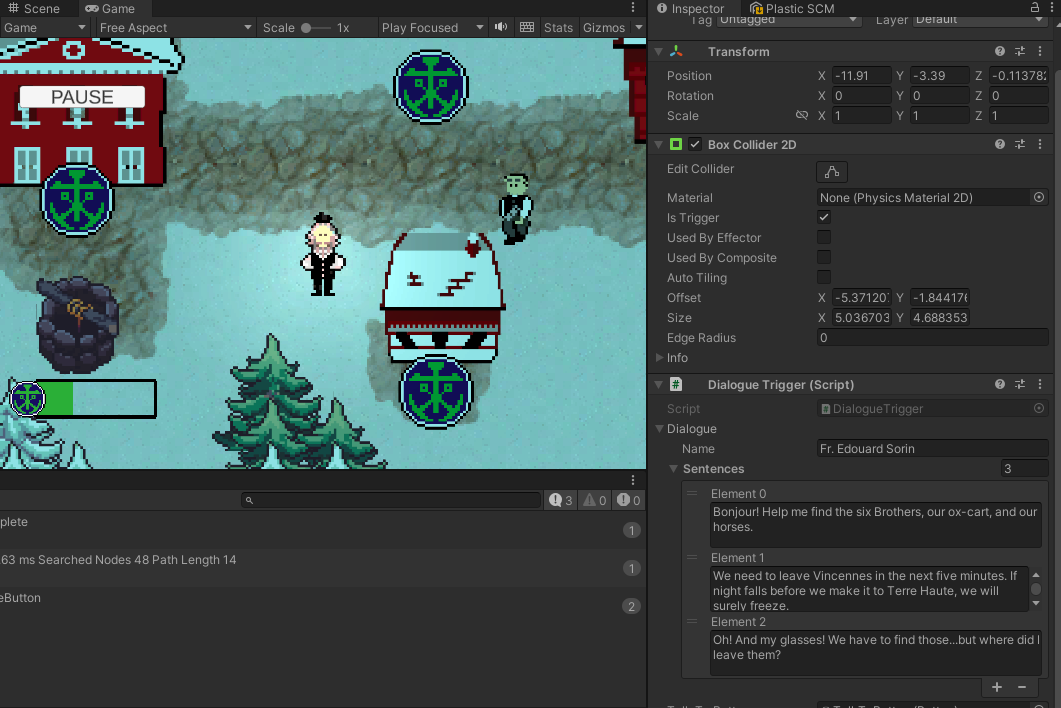 Scene
Game
Inspector
Plastic SCM
Game
Free Aspect
Scale
1x
Play Focused
Stats
Gizmos
Tag Untagged
Layer Default
PAUSE
Transform
Position X -11.91 Y -3.39 Z -0.113782
Rotation X 0 Y 0 Z 0
Scale X 1 Y 1 Z 1
Box Collider 2D
Edit Collider
Material None (Physics Material 2D)
Is Trigger
Used By Effector
Used By Composite
Auto Tiling
Offset X -5.371207 Y -1.844176
Size X 5.036703 Y 4.688353
Edge Radius 0
Info
Dialogue Trigger (Script)
Script DialogueTrigger
Dialogue
Name Fr. Edouard Sorin
Sentences 3
Element 0
Bonjour! Help me find the six Brothers, our ox-cart, and our
horses.
Element 1
We need to leave Vincennes in the next five minutes. If
night falls before we make it to Terre Haute, we will
surely freeze.
Element 2
Oh! And my glasses! We have to find those...but where did I
leave them?
3 0 0
plete
1
.63 ms Searched Nodes 48 Path Length 14
1
eButton
2